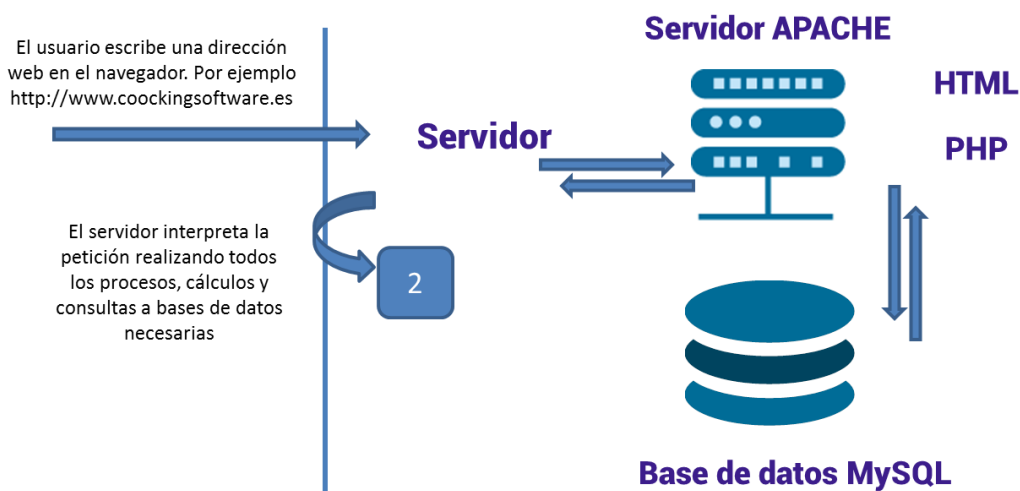 El usuario escribe una dirección
web en el navegador. Por ejemplo
http://www.coockingsoftware.es
Servidor
Servidor APACHE
HTML
PHP
El servidor interpreta la
petición realizando todos
los procesos, cálculos y
consultas a bases de datos
necesarias
2
Base de datos MySQL